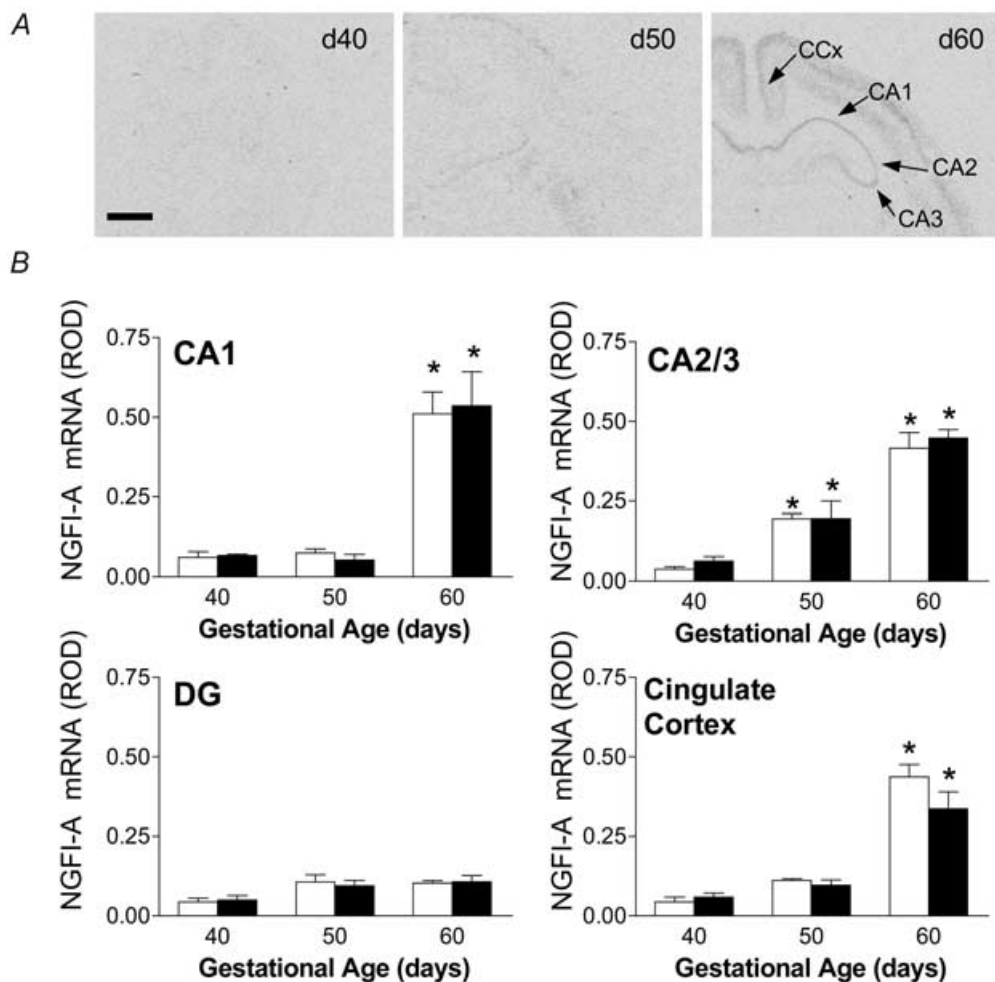 A
d40
d50
d60
CCx
CA1
CA2
CA3
B
NGFI-A mRNA (ROD)
0.75
0.50
0.25
0.00
CA1
* *
40 50 60
Gestational Age (days)
NGFI-A mRNA (ROD)
0.75
0.50
0.25
0.00
CA2/3
* * * *
40 50 60
Gestational Age (days)
NGFI-A mRNA (ROD)
0.75
0.50
0.25
0.00
DG
40 50 60
Gestational Age (days)
NGFI-A mRNA (ROD)
0.75
0.50
0.25
0.00
Cingulate
Cortex
* *
40 50 60
Gestational Age (days)